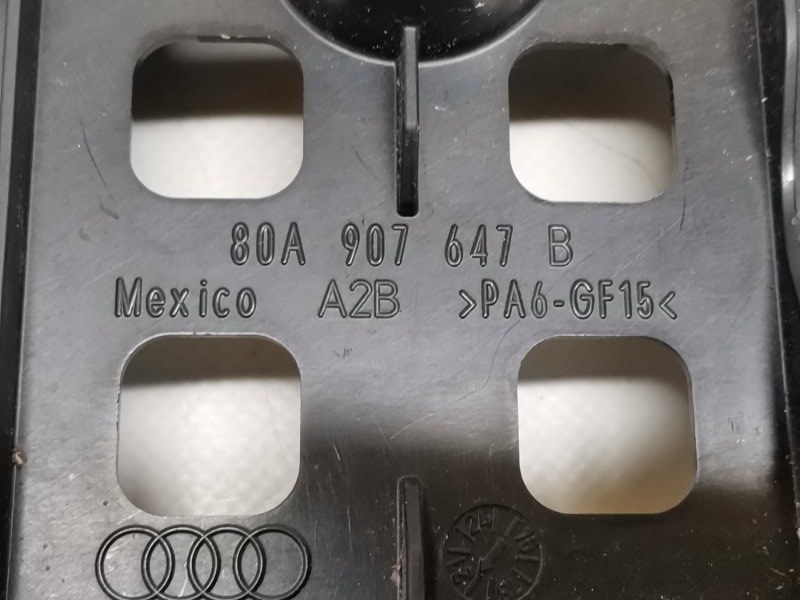 80A 907 647 B
Mexico A2B >PA6-GF15<